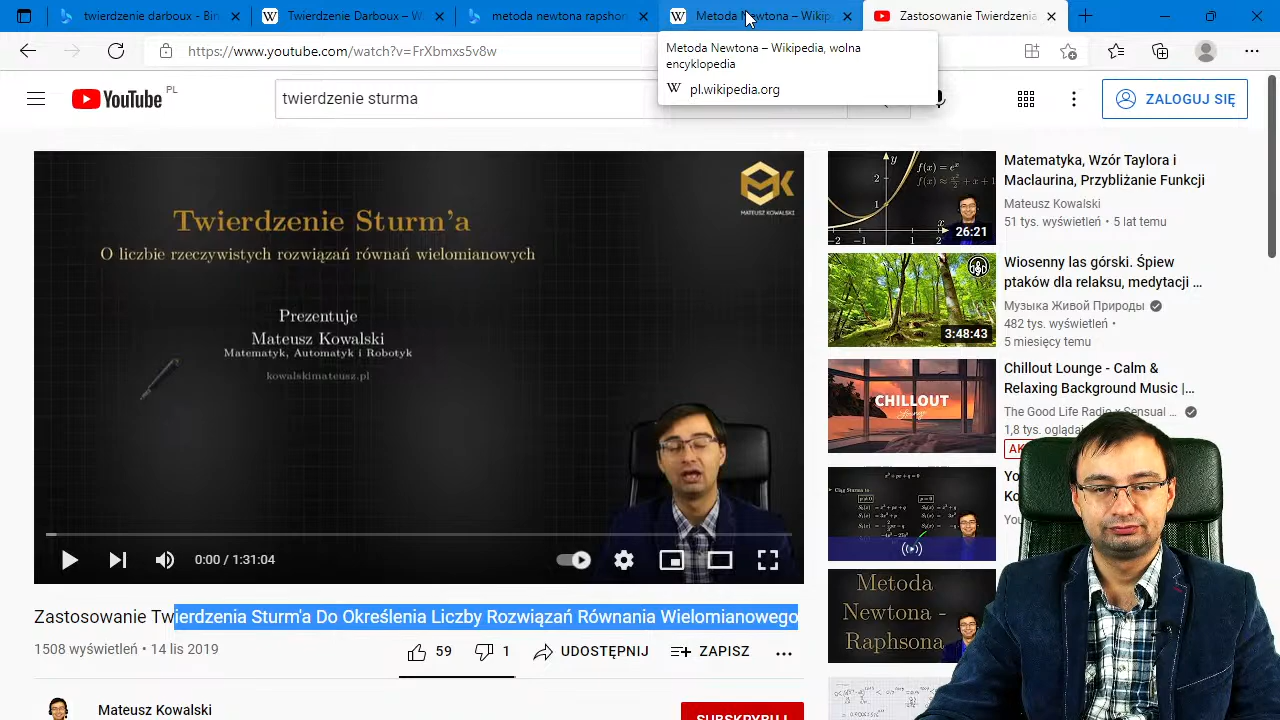 twierdzenie darboux - Bin
Twierdzenie Darboux – W
metoda newtona rapshor
Metoda Newtona – Wikip
Zastosowanie Twierdzenia
https://www.youtube.com/watch?v=FrXbmxs5v8w
Metoda Newtona – Wikipedia, wolna
encyklopedia
pl.wikipedia.org
YouTube PL
twierdzenie sturma
ZALOGUJ SIĘ
MATEUSZ KOWALSKI
Twierdzenie Sturm'a
O liczbie rzeczywistych rozwiązań równań wielomianowych
Prezentuje
Mateusz Kowalski
Matematyk, Automatyk i Robotyk
kowalskimateusz.pl
0:00 / 1:31:04
Zastosowanie Twierdzenia Sturm'a Do Określenia Liczby Rozwiązań Równania Wielomianowego
1508 wyświetleń • 14 lis 2019
59
1
UDOSTĘPNIJ
ZAPISZ
Mateusz Kowalski
SUBSKRYBUJ
26:21
Matematyka, Wzór Taylora i
Maclaurina, Przybliżanie Funkcji
Mateusz Kowalski
51 tys. wyświetleń • 5 lat temu
3:48:43
Wiosenny las górski. Śpiew
ptaków dla relaksu, medytacji ...
Музыка Живой Природы
482 tys. wyświetleń •
5 miesięcy temu
CHILLOUT
Chillout Lounge - Calm &
Relaxing Background Music |...
The Good Life Radio x Sensual ...
1,8 tys. ogląda
Metoda
Newtona -
Raphsona